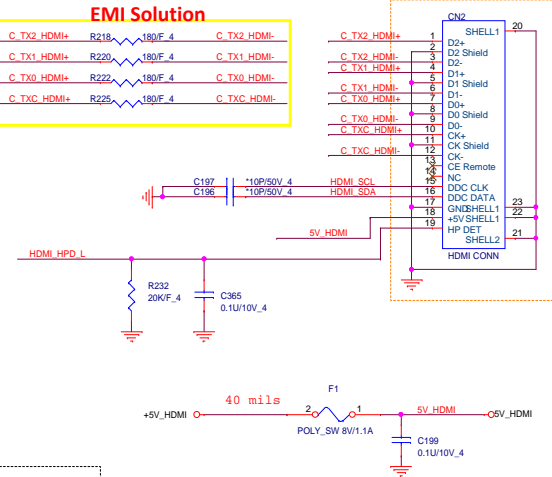 EMI Solution
C_TX2_HDMI+ R218 180/F_4 C_TX2_HDMI-
C_TX1_HDMI+ R220 180/F_4 C_TX1_HDMI-
C_TX0_HDMI+ R222 180/F_4 C_TX0_HDMI-
C_TXC_HDMI+ R225 180/F_4 C_TXC_HDMI-
CN2
SHELL1 20
C_TX2_HDMI+ 1 D2+
2 D2 Shield
C_TX2_HDMI- 3 D2-
C_TX1_HDMI+ 4 D1+
5 D1 Shield
C_TX1_HDMI- 6 D1-
C_TX0_HDMI+ 7 D0+
8 D0 Shield
C_TX0_HDMI- 9 D0-
C_TXC_HDMI+ 10 CK+
11 CK Shield
C_TXC_HDMI- 12 CK-
13 CE Remote
14 NC
C197 *10P/50V_4 HDMI_SCL 15 DDC CLK
C196 *10P/50V_4 HDMI_SDA 16 DDC DATA
17 GND SHELL1 23
18 +5V SHELL1 22
5V_HDMI 19 HP DET
SHELL2 21
HDMI CONN
HDMI_HPD_L
R232
20K/F_4
C365
0.1U/10V_4
F1
40 mils
+5V_HDMI 2 1 5V_HDMI 5V_HDMI
POLY_SW 8V/1.1A
C199
0.1U/10V_4